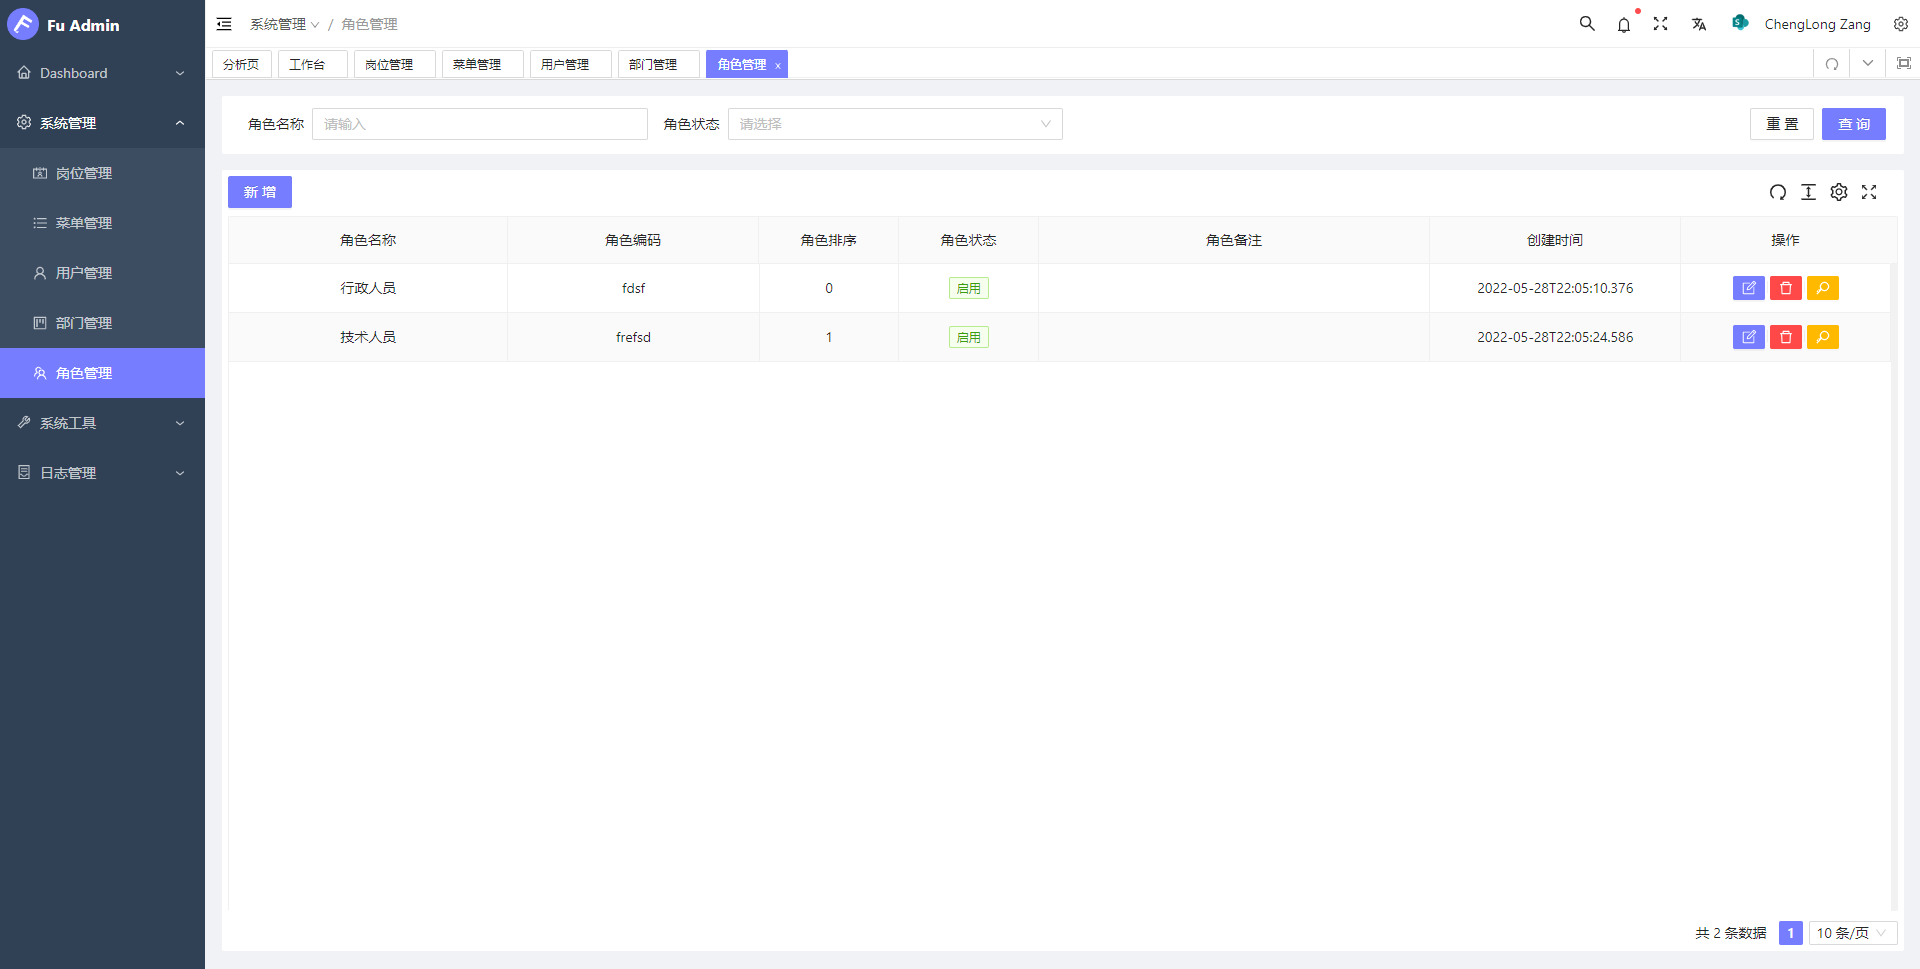 Fu Admin
Dashboard
系统管理
岗位管理
菜单管理
用户管理
部门管理
角色管理
系统工具
日志管理
系统管理 / 角色管理
ChengLong Zang
分析页 工作台 岗位管理 菜单管理 用户管理 部门管理 角色管理 x
角色名称 请输入 角色状态 请选择 重 置 查 询
新 增
角色名称 角色编码 角色排序 角色状态 角色备注 创建时间 操作
行政人员 fdsf 0 启用 2022-05-28T22:05:10.376
技术人员 frefsd 1 启用 2022-05-28T22:05:24.586
共 2 条数据 1 10 条/页